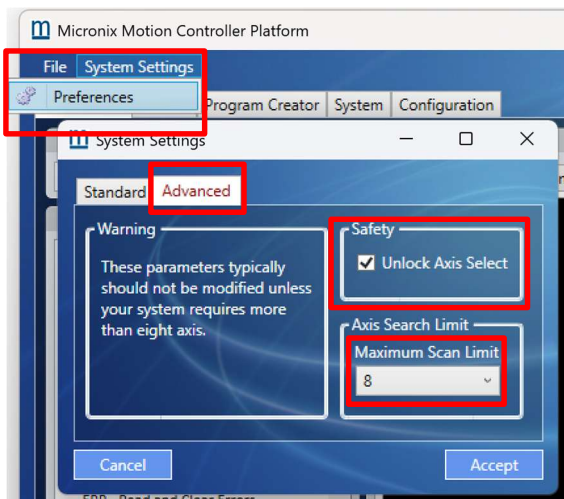 m Micronix Motion Controller Platform
File System Settings
Preferences
Program Creator System Configuration
m System Settings
Standard Advanced
Warning
These parameters typically
should not be modified unless
your system requires more
than eight axis.
Safety
Unlock Axis Select
Axis Search Limit
Maximum Scan Limit
8
Cancel Accept